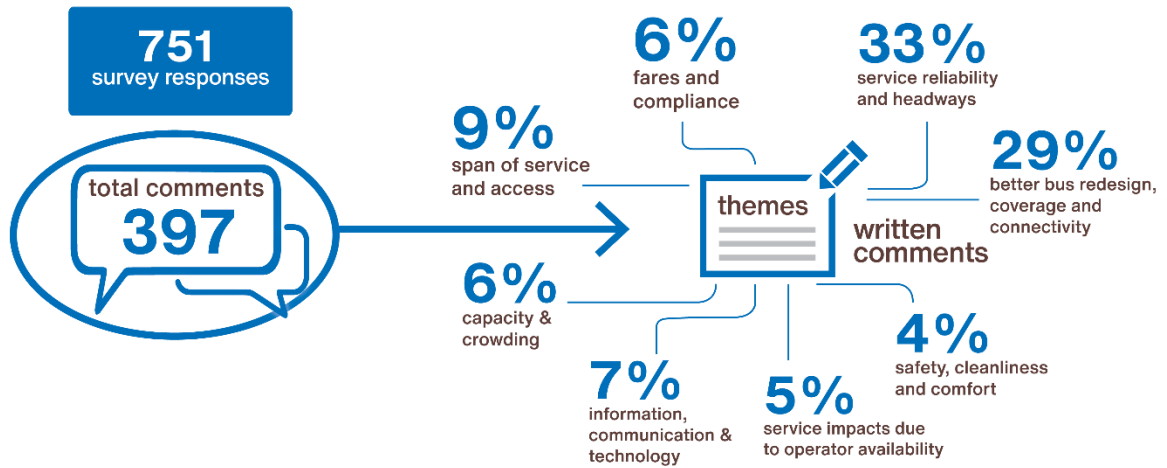 751
survey responses
total comments
397
6%
fares and
compliance
33%
service reliability
and headways
9%
span of service
and access
29%
better bus redesign,
coverage and
connectivity
themes
written
comments
6%
capacity &
crowding
7%
information,
communication &
technology
5%
service impacts due
to operator availability
4%
safety, cleanliness
and comfort